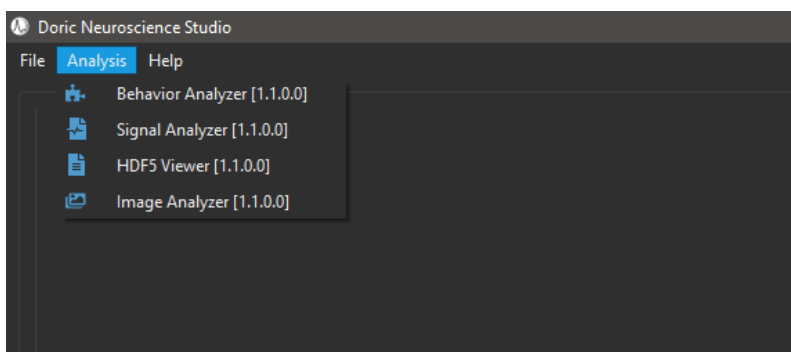 Doric Neuroscience Studio
File Analysis Help
Behavior Analyzer [1.1.0.0]
Signal Analyzer [1.1.0.0]
HDF5 Viewer [1.1.0.0]
Image Analyzer [1.1.0.0]